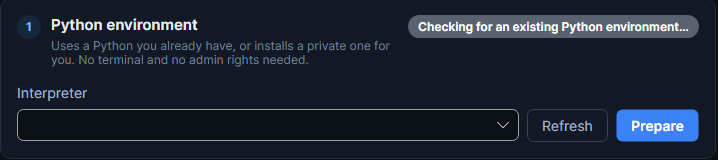 1
Python environment
Checking for an existing Python environment...
Uses a Python you already have, or installs a private one for
you. No terminal and no admin rights needed.
Interpreter
Refresh
Prepare